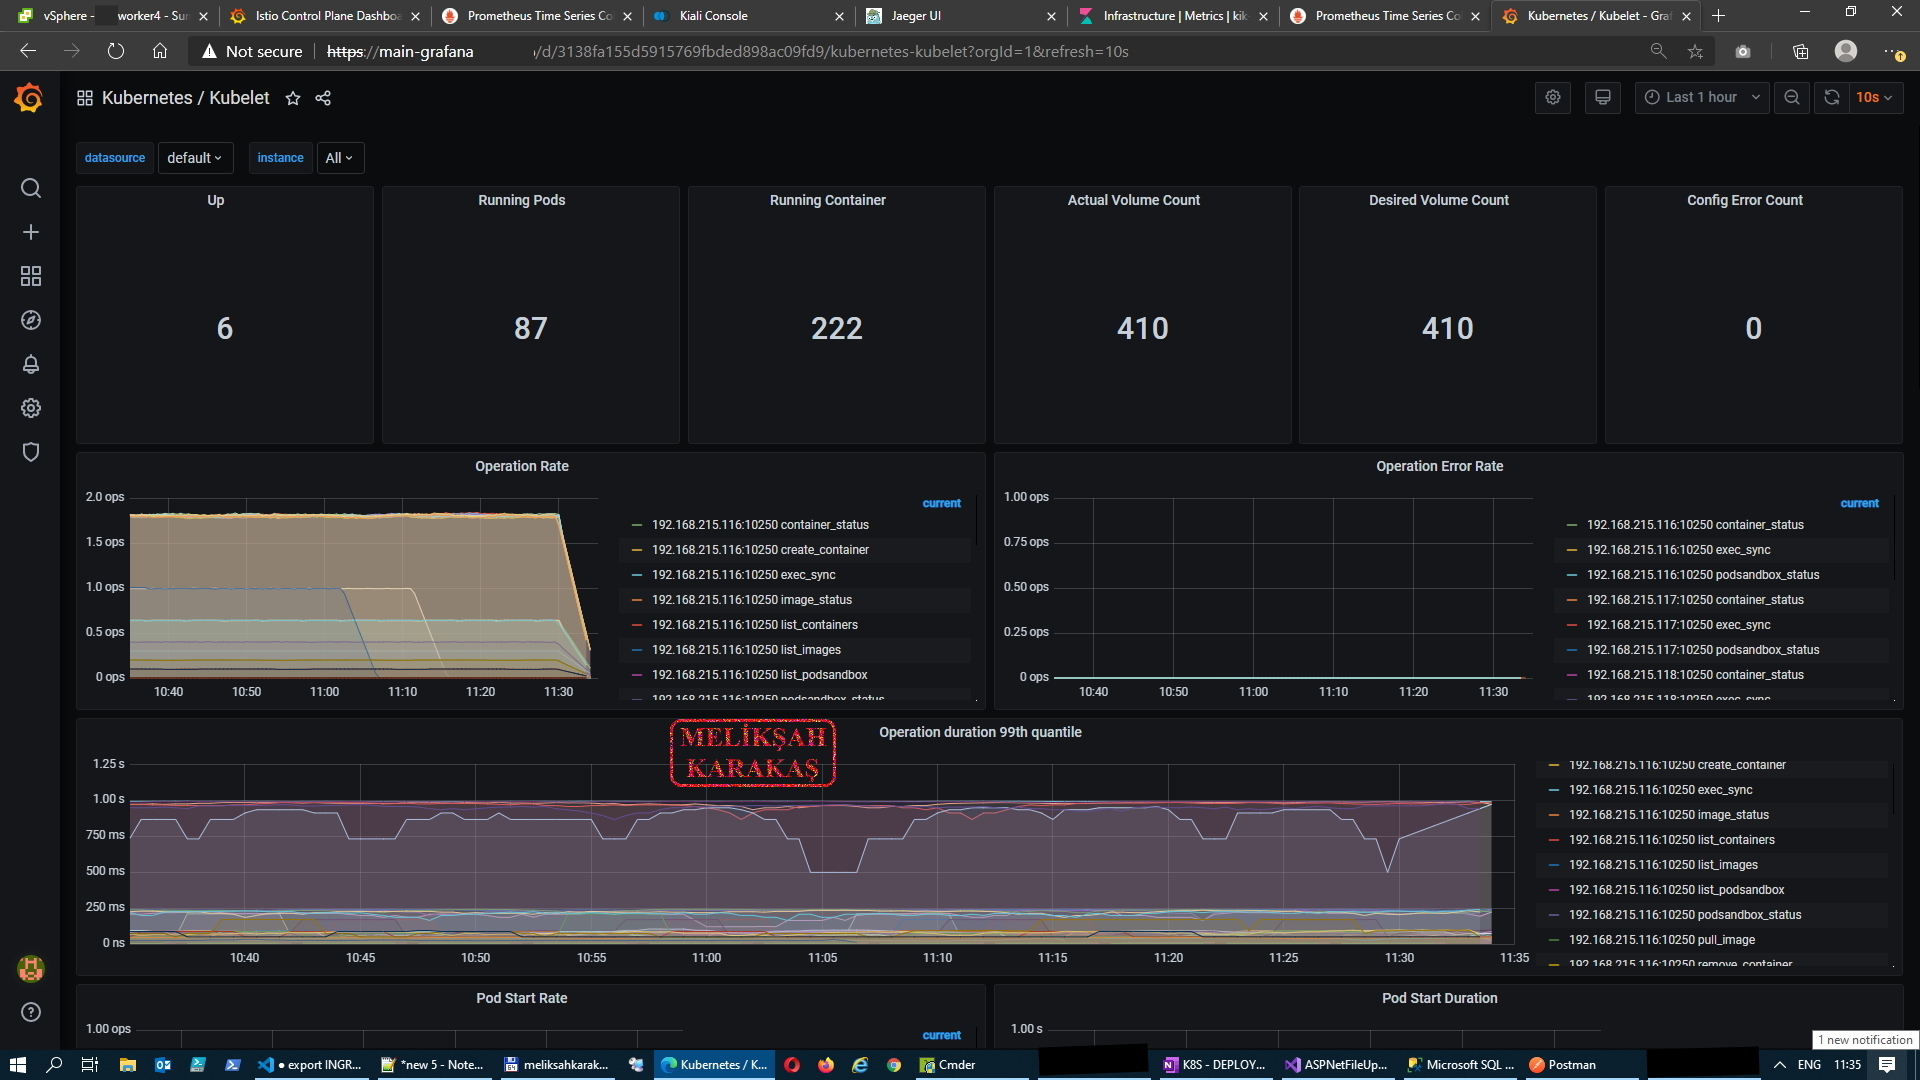 vSphere - worker4 - Sun
Istio Control Plane Dashboa
Prometheus Time Series Co
Kiali Console
Jaeger UI
Infrastructure | Metrics | kik
Prometheus Time Series Co
Kubernetes / Kubelet - Graf
Not secure
https://main-grafana /d/3138fa155d5915769fbded898ac09fd9/kubernetes-kubelet?orgId=1&refresh=10s
Kubernetes / Kubelet
Last 1 hour
10s
datasource default
instance All
Up
Running Pods
Running Container
Actual Volume Count
Desired Volume Count
Config Error Count
6
87
222
410
410
0
Operation Rate
2.0 ops
1.5 ops
1.0 ops
0.5 ops
0 ops
10:40 10:50 11:00 11:10 11:20 11:30
current
192.168.215.116:10250 container_status
192.168.215.116:10250 create_container
192.168.215.116:10250 exec_sync
192.168.215.116:10250 image_status
192.168.215.116:10250 list_containers
192.168.215.116:10250 list_images
192.168.215.116:10250 list_podsandbox
192.168.215.116:10250 podsandbox_status
Operation Error Rate
1.00 ops
0.75 ops
0.50 ops
0.25 ops
0 ops
10:40 10:50 11:00 11:10 11:20 11:30
current
192.168.215.116:10250 container_status
192.168.215.116:10250 exec_sync
192.168.215.116:10250 podsandbox_status
192.168.215.117:10250 container_status
192.168.215.117:10250 exec_sync
192.168.215.117:10250 podsandbox_status
192.168.215.118:10250 container_status
192.168.215.118:10250 exec_sync
MELİKŞAH
KARAKAŞ
Operation duration 99th quantile
1.25 s
1.00 s
750 ms
500 ms
250 ms
0 ns
10:40 10:45 10:50 10:55 11:00 11:05 11:10 11:15 11:20 11:25 11:30 11:35
192.168.215.116:10250 create_container
192.168.215.116:10250 exec_sync
192.168.215.116:10250 image_status
192.168.215.116:10250 list_containers
192.168.215.116:10250 list_images
192.168.215.116:10250 list_podsandbox
192.168.215.116:10250 podsandbox_status
192.168.215.116:10250 pull_image
192.168.215.116:10250 remove_container
Pod Start Rate
1.00 ops
current
Pod Start Duration
1.00 s
1 new notification
● export INGR...
*new 5 - Note...
meliksahkarak...
Kubernetes / K...
Cmder
K8S - DEPLOY...
ASPNetFileUp...
Microsoft SQL ...
Postman
ENG
11:35